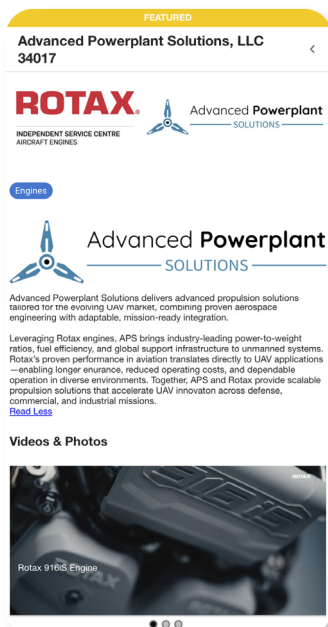 FEATURED
Advanced Powerplant Solutions, LLC
34017
ROTAX.
INDEPENDENT SERVICE CENTRE
AIRCRAFT ENGINES
Advanced Powerplant
SOLUTIONS
Engines
Advanced Powerplant
SOLUTIONS
Advanced Powerplant Solutions delivers advanced propulsion solutions
tailored for the evolving UAV market, combining proven aerospace
engineering with adaptable, mission-ready integration.
Leveraging Rotax engines, APS brings industry-leading power-to-weight
ratios, fuel efficiency, and global support infrastructure to unmanned systems.
Rotax's proven performance in aviation translates directly to UAV applications
—enabling longer enurance, reduced operating costs, and dependable
operation in diverse environments. Together, APS and Rotax provide scalable
propulsion solutions that accelerate UAV innovaton across defense,
commercial, and industrial missions.
Read Less
Videos & Photos
ROTAX
916iS
ROTAX
Rotax 916iS Engine